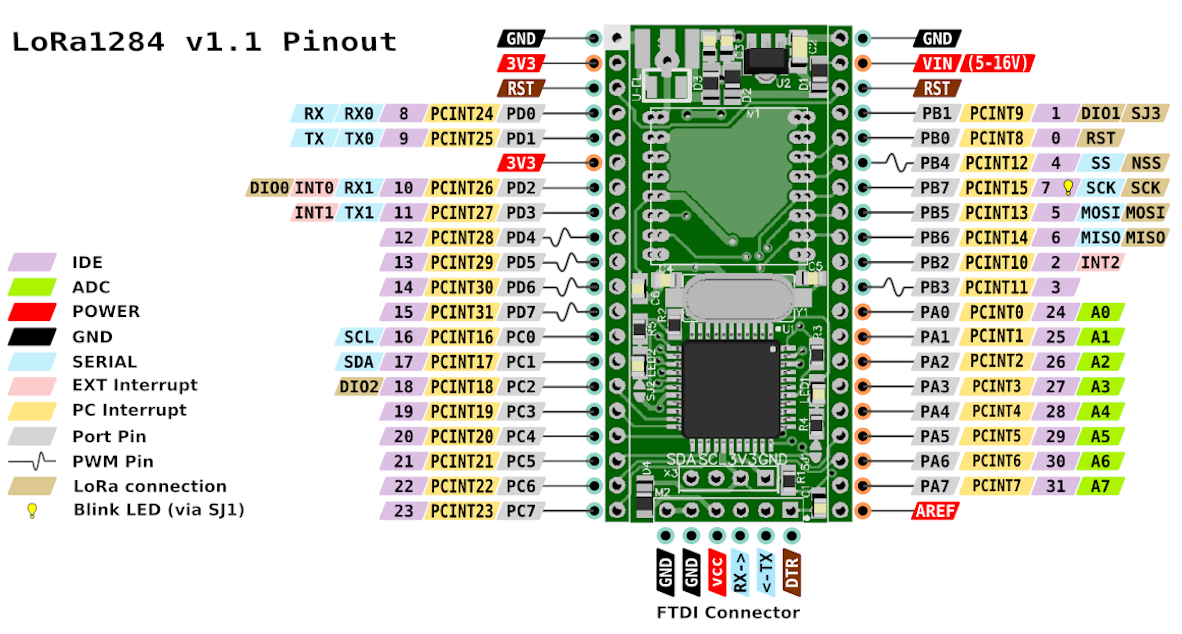 LoRa1284 v1.1 Pinout
GND
3V3
RST
RX RX0 8 PCINT24 PD0
TX TX0 9 PCINT25 PD1
3V3
DIO0 INT0 RX1 10 PCINT26 PD2
INT1 TX1 11 PCINT27 PD3
12 PCINT28 PD4
13 PCINT29 PD5
14 PCINT30 PD6
15 PCINT31 PD7
SCL 16 PCINT16 PC0
SDA 17 PCINT17 PC1
DIO2 18 PCINT18 PC2
19 PCINT19 PC3
20 PCINT20 PC4
21 PCINT21 PC5
22 PCINT22 PC6
23 PCINT23 PC7
IDE
ADC
POWER
GND
SERIAL
EXT Interrupt
PC Interrupt
Port Pin
PWM Pin
LoRa connection
Blink LED (via SJ1)
U-FL
C3
C2
U2
D3
D2
D1
C4
C5
C6
R2
R5
R3
LED2
SJ2
LED1
R4
SDA SCL 3V3 GND
X3
D4
R1
M2
C1
GND
VIN (5-16V)
RST
PB1 PCINT9 1 DIO1 SJ3
PB0 PCINT8 0 RST
PB4 PCINT12 4 SS NSS
PB7 PCINT15 7 SCK SCK
PB5 PCINT13 5 MOSI MOSI
PB6 PCINT14 6 MISO MISO
PB2 PCINT10 2 INT2
PB3 PCINT11 3
PA0 PCINT0 24 A0
PA1 PCINT1 25 A1
PA2 PCINT2 26 A2
PA3 PCINT3 27 A3
PA4 PCINT4 28 A4
PA5 PCINT5 29 A5
PA6 PCINT6 30 A6
PA7 PCINT7 31 A7
AREF
GND GND VCC RX-> <-TX DTR
FTDI Connector